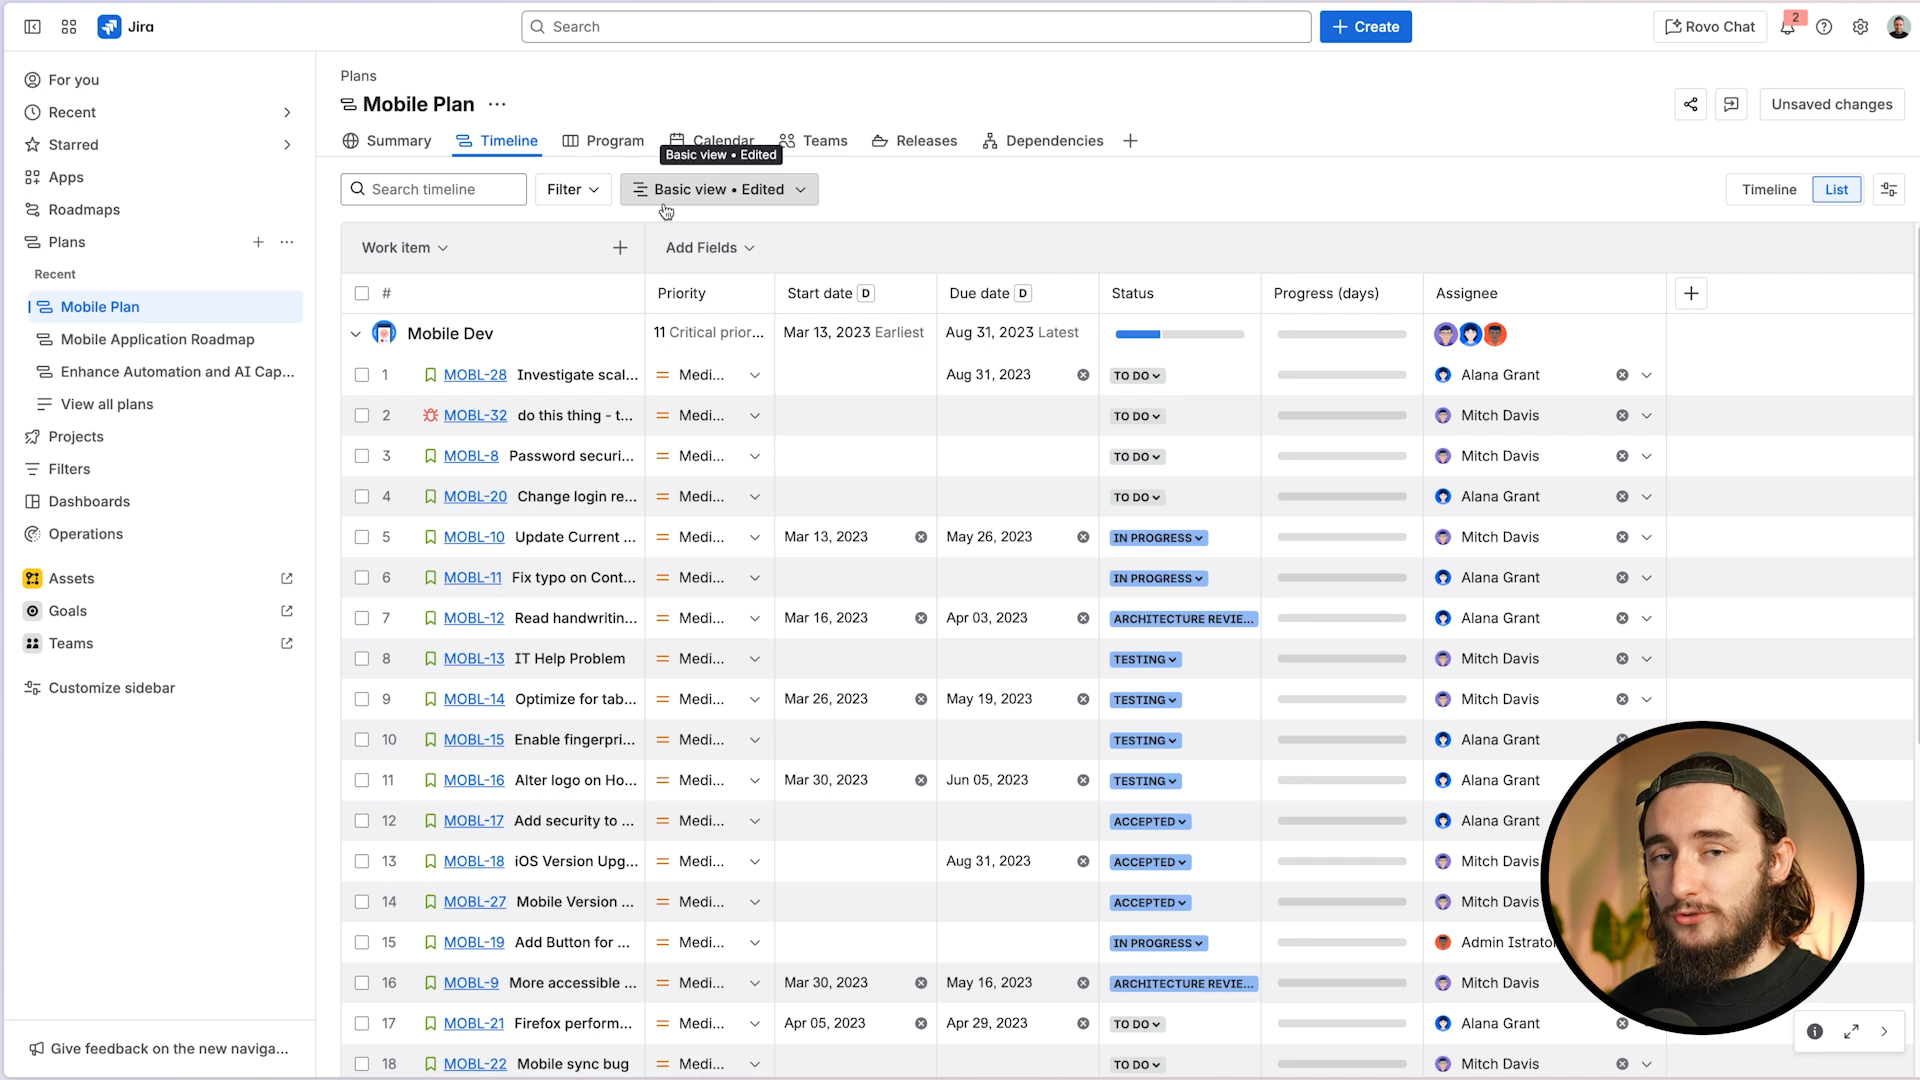 Jira
Search
Create
Rovo Chat
2
For you
Recent
Starred
Apps
Roadmaps
Plans
Recent
Mobile Plan
Mobile Application Roadmap
Enhance Automation and AI Cap...
View all plans
Projects
Filters
Dashboards
Operations
Assets
Goals
Teams
Customize sidebar
Give feedback on the new naviga...
Plans
Mobile Plan
Unsaved changes
Summary Timeline Program Calendar Teams Releases Dependencies
Basic view • Edited
Search timeline Filter Basic view • Edited Timeline List
Work item Add Fields
# Priority Start date D Due date D Status Progress (days) Assignee
Mobile Dev 11 Critical prior... Mar 13, 2023 Earliest Aug 31, 2023 Latest
1 MOBL-28 Investigate scal... Medi... Aug 31, 2023 TO DO Alana Grant
2 MOBL-32 do this thing - t... Medi... TO DO Mitch Davis
3 MOBL-8 Password securi... Medi... TO DO Mitch Davis
4 MOBL-20 Change login re... Medi... TO DO Alana Grant
5 MOBL-10 Update Current ... Medi... Mar 13, 2023 May 26, 2023 IN PROGRESS Mitch Davis
6 MOBL-11 Fix typo on Cont... Medi... IN PROGRESS Alana Grant
7 MOBL-12 Read handwritin... Medi... Mar 16, 2023 Apr 03, 2023 ARCHITECTURE REVIE... Alana Grant
8 MOBL-13 IT Help Problem Medi... TESTING Mitch Davis
9 MOBL-14 Optimize for tab... Medi... Mar 26, 2023 May 19, 2023 TESTING Mitch Davis
10 MOBL-15 Enable fingerpri... Medi... TESTING Alana Grant
11 MOBL-16 Alter logo on Ho... Medi... Mar 30, 2023 Jun 05, 2023 TESTING Alana Grant
12 MOBL-17 Add security to ... Medi... ACCEPTED Alana Grant
13 MOBL-18 iOS Version Upg... Medi... Aug 31, 2023 ACCEPTED Mitch Davis
14 MOBL-27 Mobile Version ... Medi... ACCEPTED Mitch Davis
15 MOBL-19 Add Button for ... Medi... IN PROGRESS Admin Istrator
16 MOBL-9 More accessible ... Medi... Mar 30, 2023 May 16, 2023 ARCHITECTURE REVIE... Mitch Davis
17 MOBL-21 Firefox perform... Medi... Apr 05, 2023 Apr 29, 2023 TO DO Alana Grant
18 MOBL-22 Mobile sync bug Medi... TO DO Mitch Davis